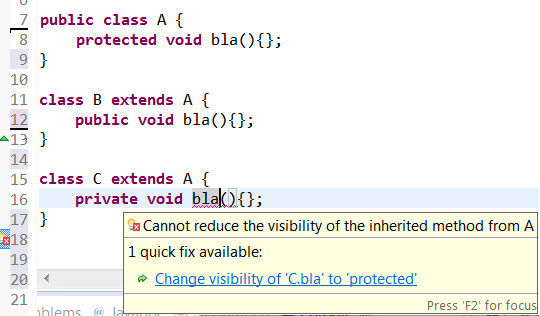 7 public class A {
8 protected void bla(){};
9 }
10
11 class B extends A {
12 public void bla(){};
13 }
14
15 class C extends A {
16 private void bla(){};
17 }
18 Cannot reduce the visibility of the inherited method from A
19 1 quick fix available:
20 Change visibility of 'C.bla' to 'protected'
21 Press 'F2' for focus